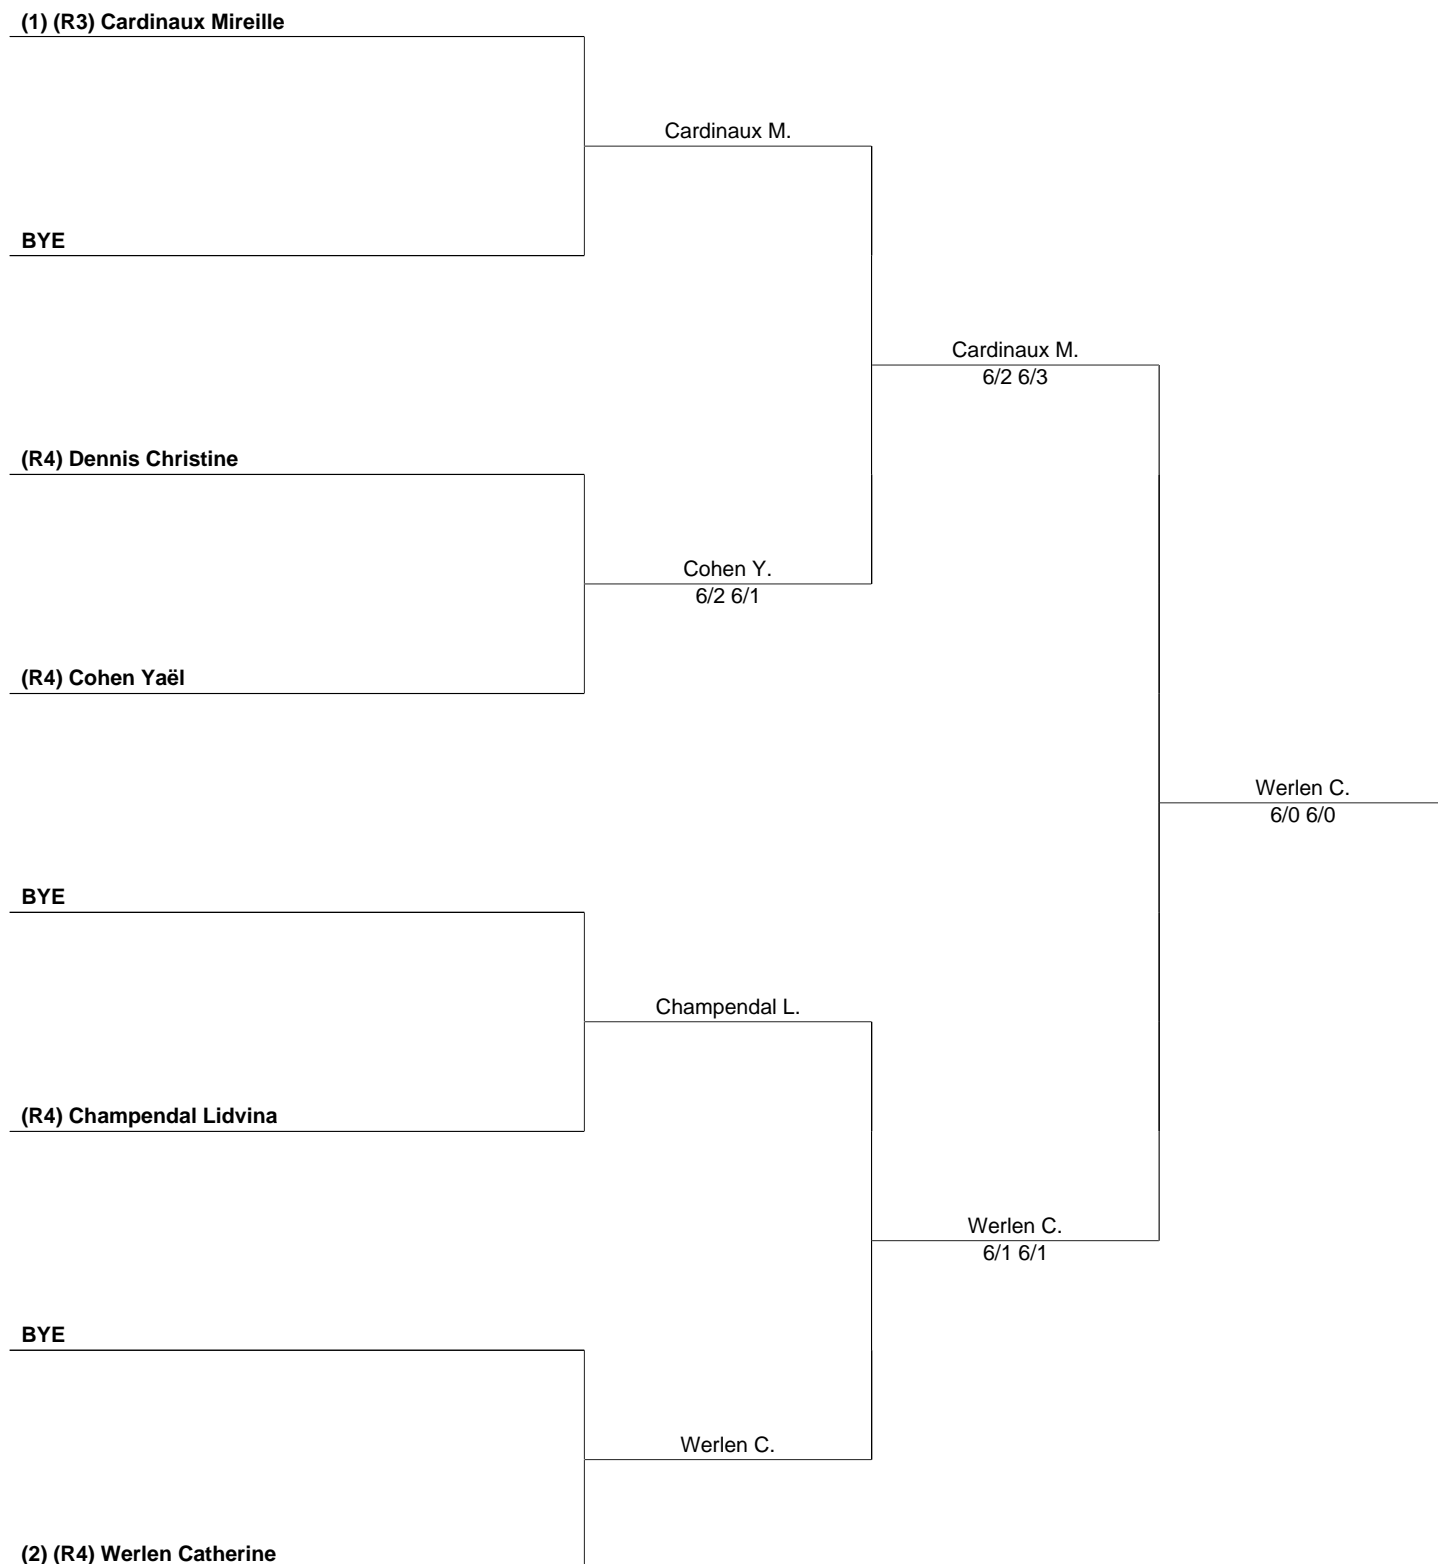 (1) (R3) Cardinaux Mireille
Cardinaux M.
BYE
Cardinaux M.
6/2 6/3
(R4) Dennis Christine
Cohen Y.
6/2 6/1
(R4) Cohen Yaël
Werlen C.
6/0 6/0
BYE
Champendal L.
(R4) Champendal Lidvina
Werlen C.
6/1 6/1
BYE
Werlen C.
(2) (R4) Werlen Catherine